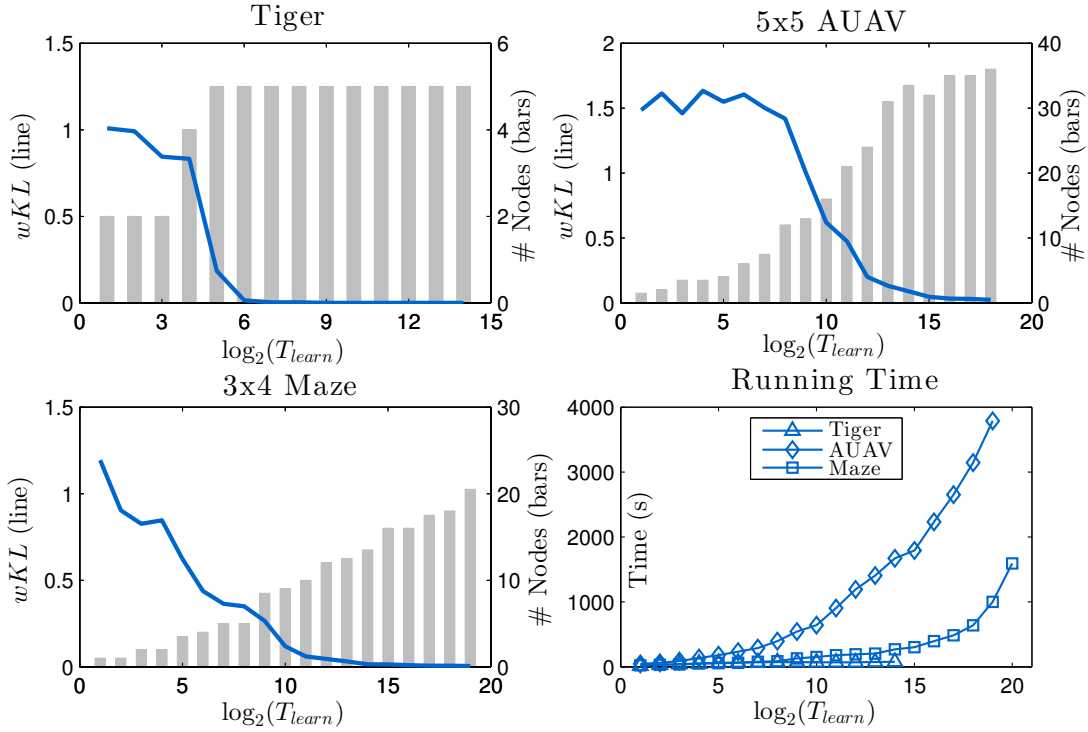 Tiger
1.5
1
0.5
0
wKL (line)
6
4
2
0
# Nodes (bars)
0 3 6 9 12 15
log₂(T_learn)
5x5 AUAV
2
1.5
1
0.5
0
wKL (line)
40
30
20
10
0
# Nodes (bars)
0 5 10 15 20
log₂(T_learn)
3x4 Maze
1.5
1
0.5
0
wKL (line)
30
20
10
0
# Nodes (bars)
0 5 10 15 20
log₂(T_learn)
Running Time
4000
3000
2000
1000
0
Time (s)
Tiger
AUAV
Maze
0 5 10 15 20
log₂(T_learn)